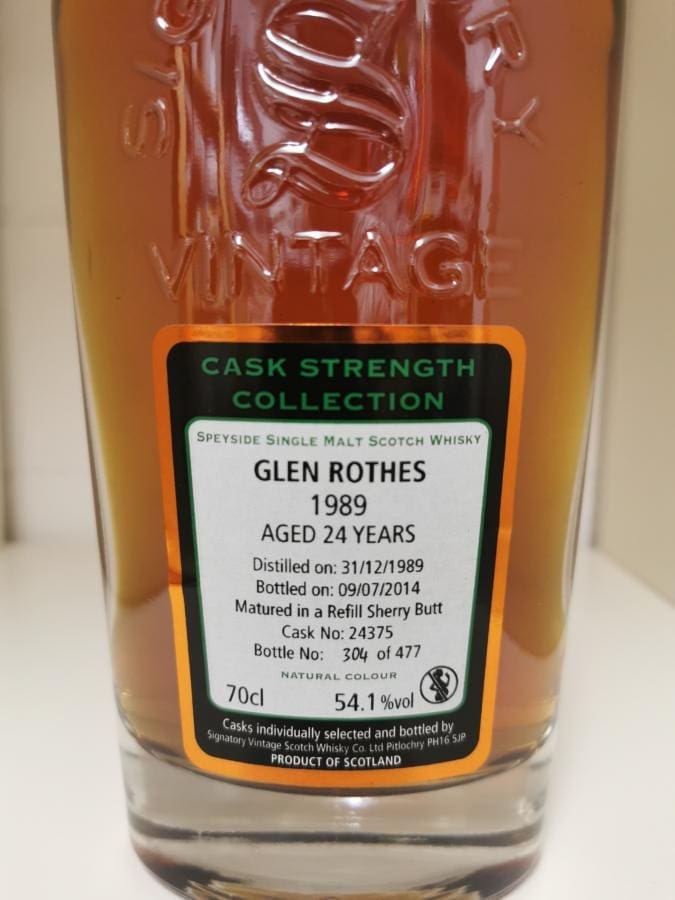 VINTAGE
CASK STRENGTH
COLLECTION
SPEYSIDE SINGLE MALT SCOTCH WHISKY
GLEN ROTHES
1989
AGED 24 YEARS
Distilled on: 31/12/1989
Bottled on: 09/07/2014
Matured in a Refill Sherry Butt
Cask No: 24375
Bottle No: 304 of 477
NATURAL COLOUR
70cl 54.1%vol
Casks individually selected and bottled by
Signatory Vintage Scotch Whisky Co. Ltd Pitlochry PH16 5JP
PRODUCT OF SCOTLAND